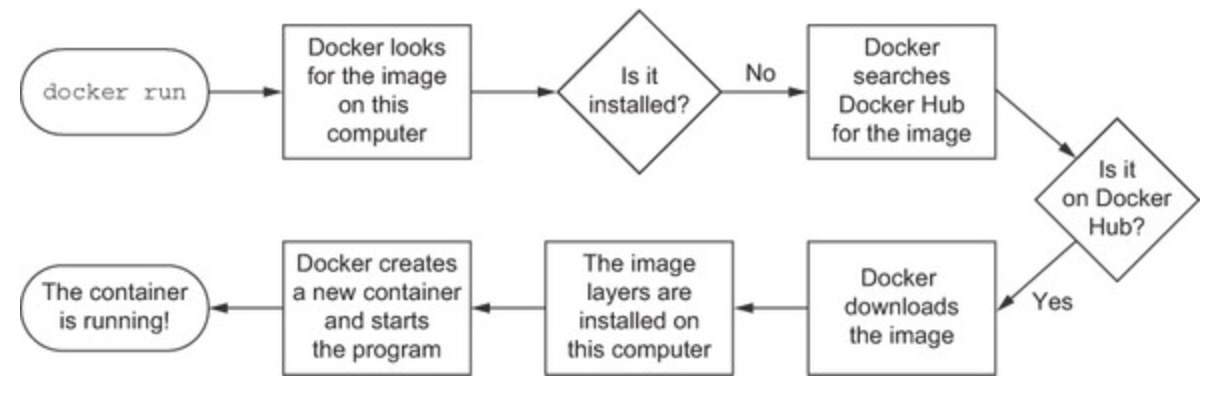 docker run
Docker looks
for the image
on this
computer
Is it
installed?
No
Docker
searches
Docker Hub
for the image
Is it
on Docker
Hub?
Yes
Docker
downloads
the image
The image
layers are
installed on
this computer
Docker creates
a new container
and starts
the program
The container
is running!